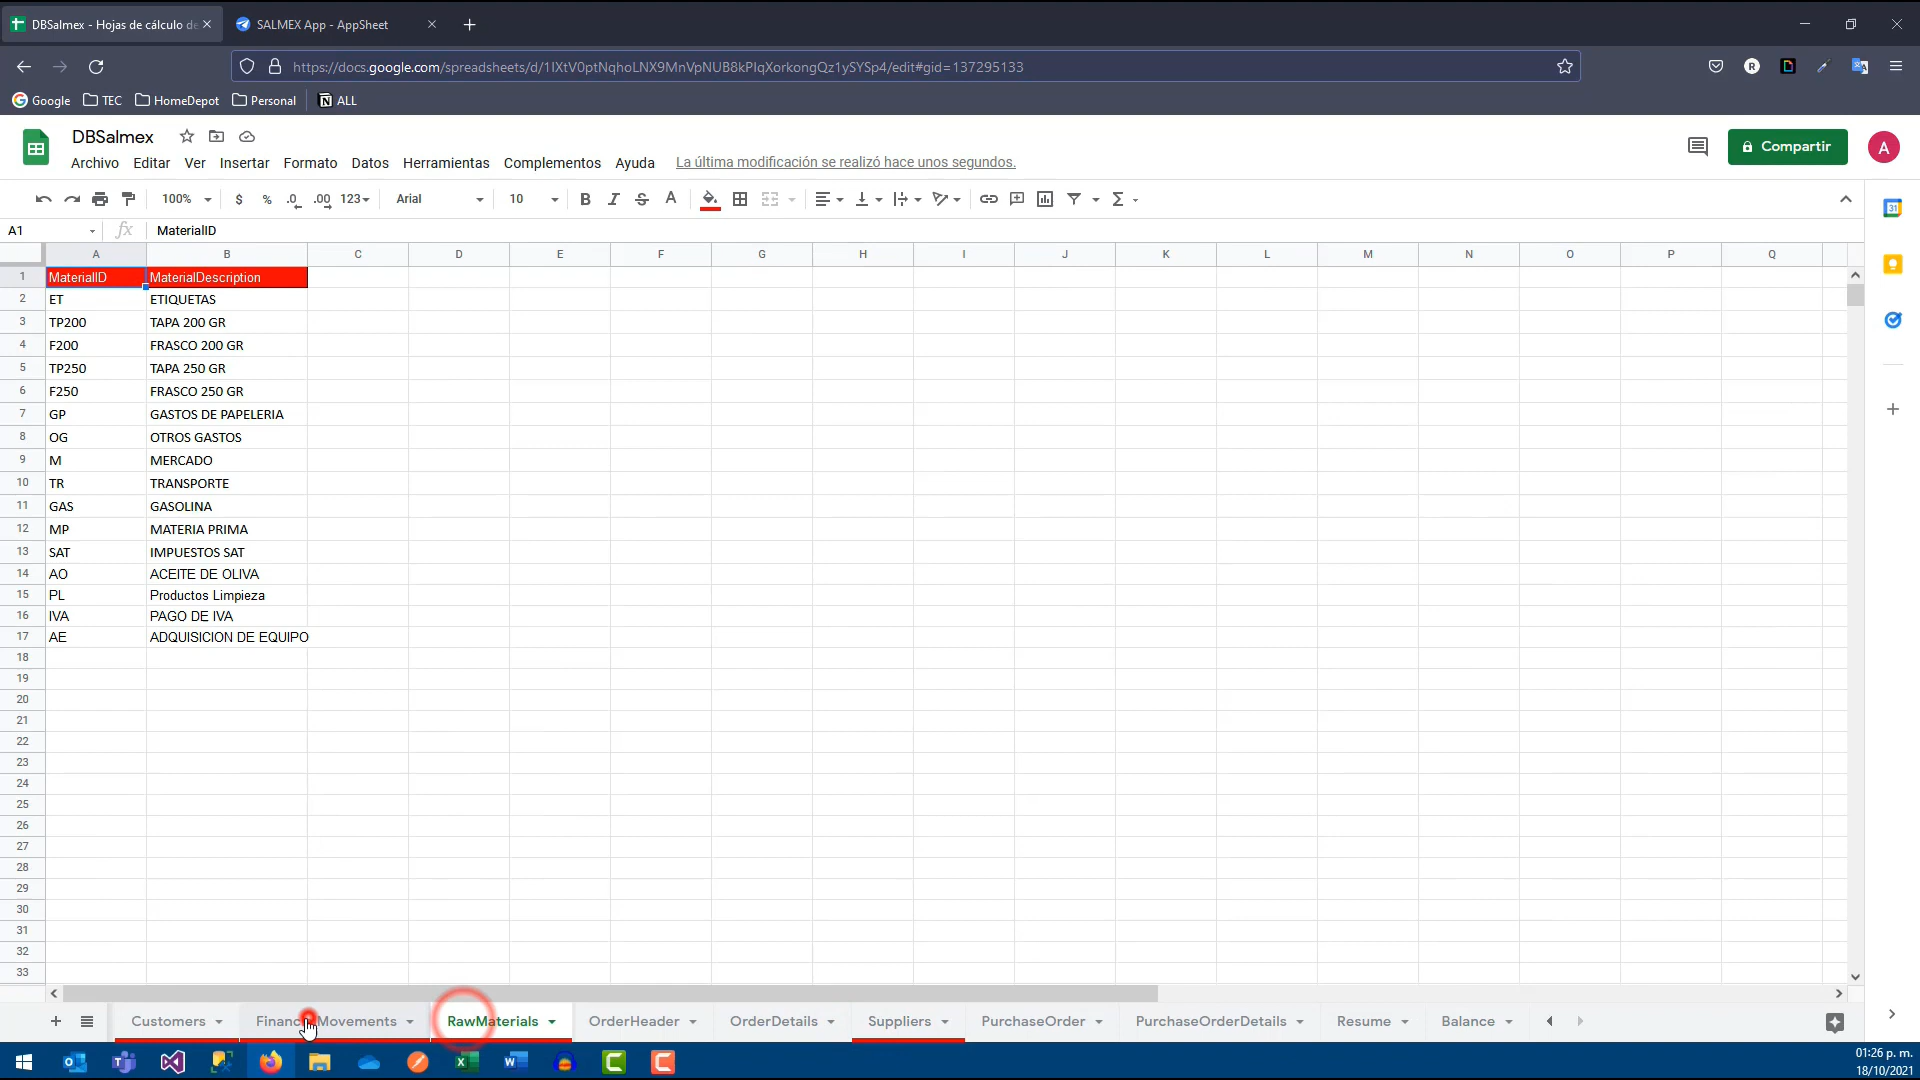 DBSalmex - Hojas de cálculo de
SALMEX App - AppSheet
https://docs.google.com/spreadsheets/d/1IXtV0ptNqhoLNX9MnVpNUB8kPIqXorkongQz1ySYSp4/edit#gid=137295133
Google TEC HomeDepot Personal ALL
DBSalmex
Archivo Editar Ver Insertar Formato Datos Herramientas Complementos Ayuda La última modificación se realizó hace unos segundos.
Compartir A
100% $ % .0 .00 123 Arial 10 B I S A
A1 fx MaterialID
A B C D E F G H I J K L M N O P Q
1 MaterialID MaterialDescription
2 ET ETIQUETAS
3 TP200 TAPA 200 GR
4 F200 FRASCO 200 GR
5 TP250 TAPA 250 GR
6 F250 FRASCO 250 GR
7 GP GASTOS DE PAPELERIA
8 OG OTROS GASTOS
9 M MERCADO
10 TR TRANSPORTE
11 GAS GASOLINA
12 MP MATERIA PRIMA
13 SAT IMPUESTOS SAT
14 AO ACEITE DE OLIVA
15 PL Productos Limpieza
16 IVA PAGO DE IVA
17 AE ADQUISICION DE EQUIPO
18
19
20
21
22
23
24
25
26
27
28
29
30
31
32
33
Customers Movements RawMaterials OrderHeader OrderDetails Suppliers PurchaseOrder PurchaseOrderDetails Resume Balance
01:26 p. m.
18/10/2021